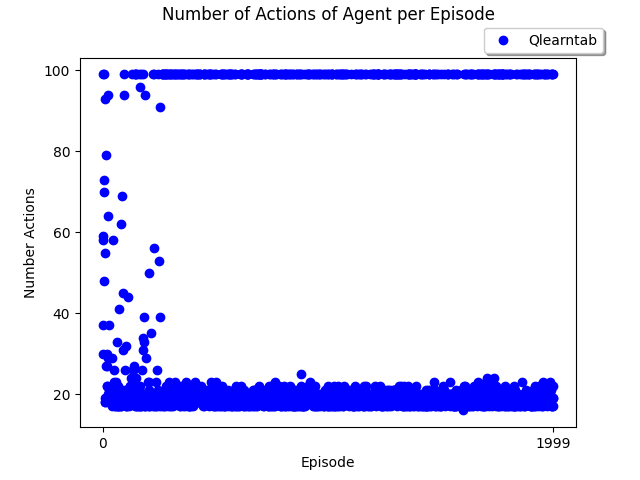 Number of Actions of Agent per Episode
Qlearntab
100
80
60
40
20
Number Actions
0
1999
Episode